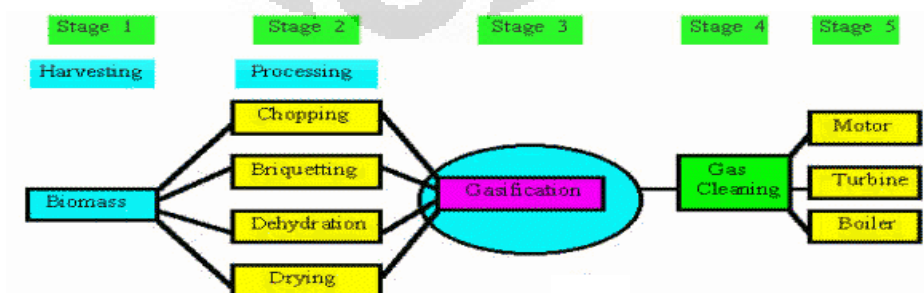 Stage 1 Stage 2 Stage 3 Stage 4 Stage 5
Harvesting Processing
Chopping
Briquetting
Dehydration
Drying
Biomass
Gasification
Gas
Cleaning
Motor
Turbine
Boiler